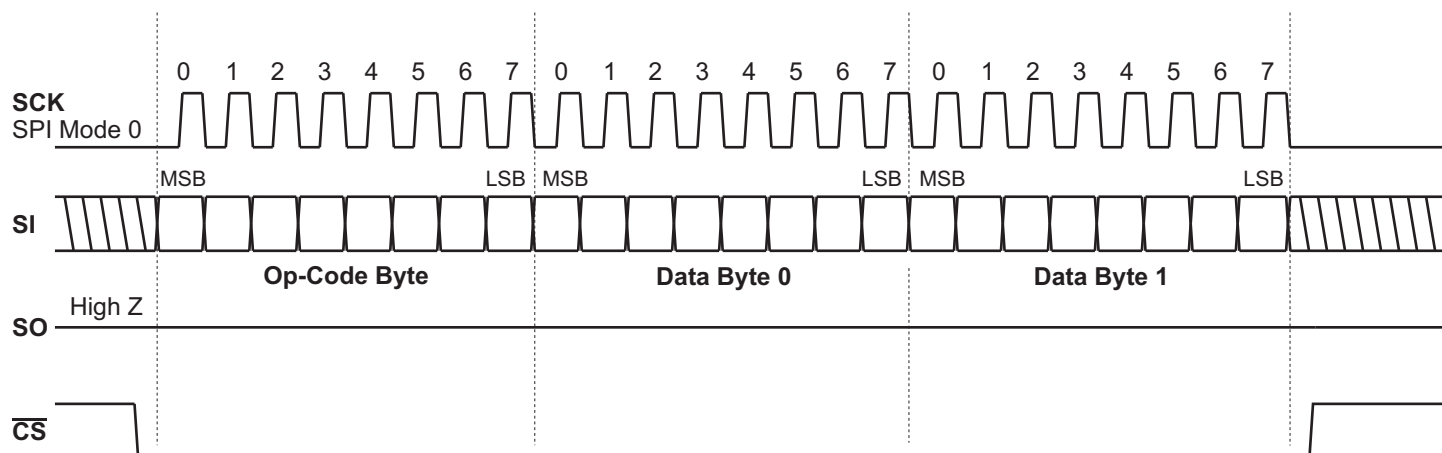 0 1 2 3 4 5 6 7 0 1 2 3 4 5 6 7 0 1 2 3 4 5 6 7
SCK
SPI Mode 0
MSB LSB MSB LSB MSB LSB
SI
Op-Code Byte Data Byte 0 Data Byte 1
High Z
SO
CS